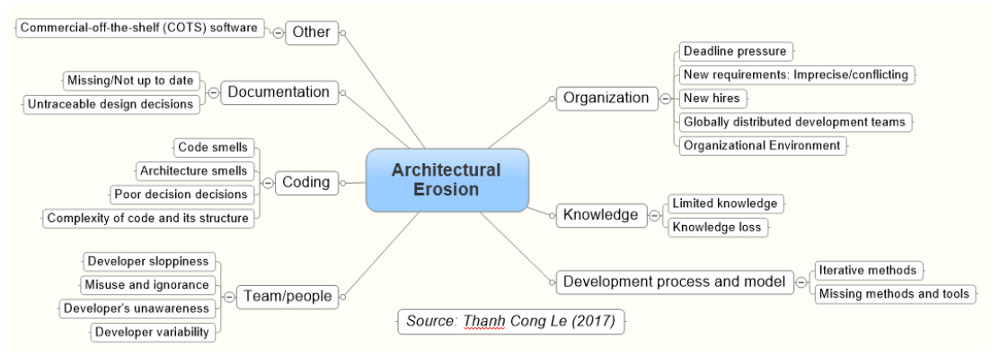 Commercial-off-the-shelf (COTS) software
Other
Missing/Not up to date
Untraceable design decisions
Documentation
Code smells
Architecture smells
Poor decision decisions
Complexity of code and its structure
Coding
Developer sloppiness
Misuse and ignorance
Developer's unawareness
Developer variability
Team/people
Architectural
Erosion
Organization
Deadline pressure
New requirements: Imprecise/conflicting
New hires
Globally distributed development teams
Organizational Environment
Knowledge
Limited knowledge
Knowledge loss
Development process and model
Iterative methods
Missing methods and tools
Source: Thanh Cong Le (2017)